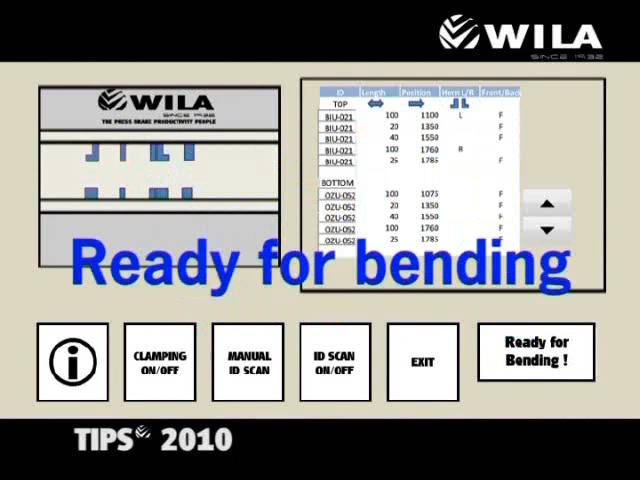 WILA
SINCE 1932
WILA
SINCE 1932
THE PRESS BRAKE PRODUCTIVITY PEOPLE
ID Length Position Horn L/R Front/Back
TOP
BIU-021 100 1100 L F
BIU-021 20 1350 F
BIU-021 40 1550 F
BIU-021 100 1760 R
BIU-021 25 1785 F
BOTTOM
OZU-052 100 1075 F
OZU-052 20 1350 F
OZU-052 40 1550 F
OZU-052 100 1760 F
OZU-052 25 1785 F
Ready for bending
i
CLAMPING
ON/OFF
MANUAL
ID SCAN
ID SCAN
ON/OFF
EXIT
Ready for
Bending !
TIPS 2010